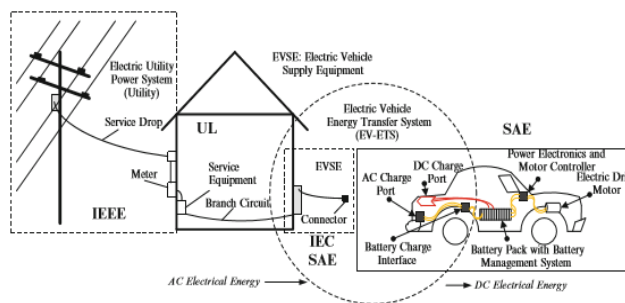 Electric Utility
Power System
(Utility)
Service Drop
Meter
IEEE
EVSE: Electric Vehicle
Supply Equipment
UL
Service
Equipment
Branch Circuit
Electric Vehicle
Energy Transfer System
(EV-ETS)
EVSE
Connector
IEC
SAE
SAE
Power Electronics and
Motor Controller
DC Charge
Port
AC Charge
Port
Electric Dri
Motor
Battery Charge
Interface
Battery Pack with Battery
Management System
AC Electrical Energy
DC Electrical Energy